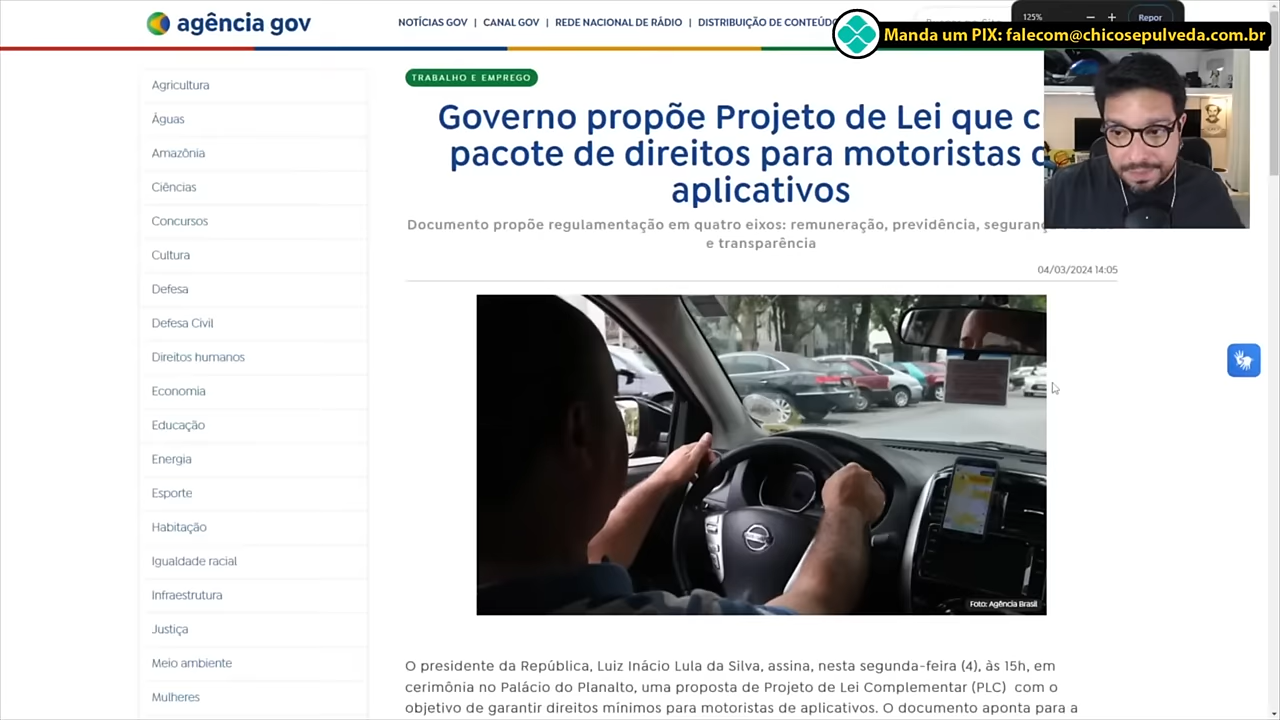 agência gov
NOTÍCIAS GOV | CANAL GOV | REDE NACIONAL DE RÁDIO | DISTRIBUIÇÃO DE CONTEÚDO
125%
Repor
Manda um PIX: falecom@chicosepulveda.com.br
Agricultura
Águas
Amazônia
Ciências
Concursos
Cultura
Defesa
Defesa Civil
Direitos humanos
Economia
Educação
Energia
Esporte
Habitação
Igualdade racial
Infraestrutura
Justiça
Meio ambiente
Mulheres
TRABALHO E EMPREGO
Governo propõe Projeto de Lei que c
pacote de direitos para motoristas
aplicativos
Documento propõe regulamentação em quatro eixos: remuneração, previdência, seguranç
e transparência
04/03/2024 14:05
Foto: Agência Brasil
O presidente da República, Luiz Inácio Lula da Silva, assina, nesta segunda-feira (4), às 15h, em
cerimônia no Palácio do Planalto, uma proposta de Projeto de Lei Complementar (PLC) com o
objetivo de garantir direitos mínimos para motoristas de aplicativos. O documento aponta para a